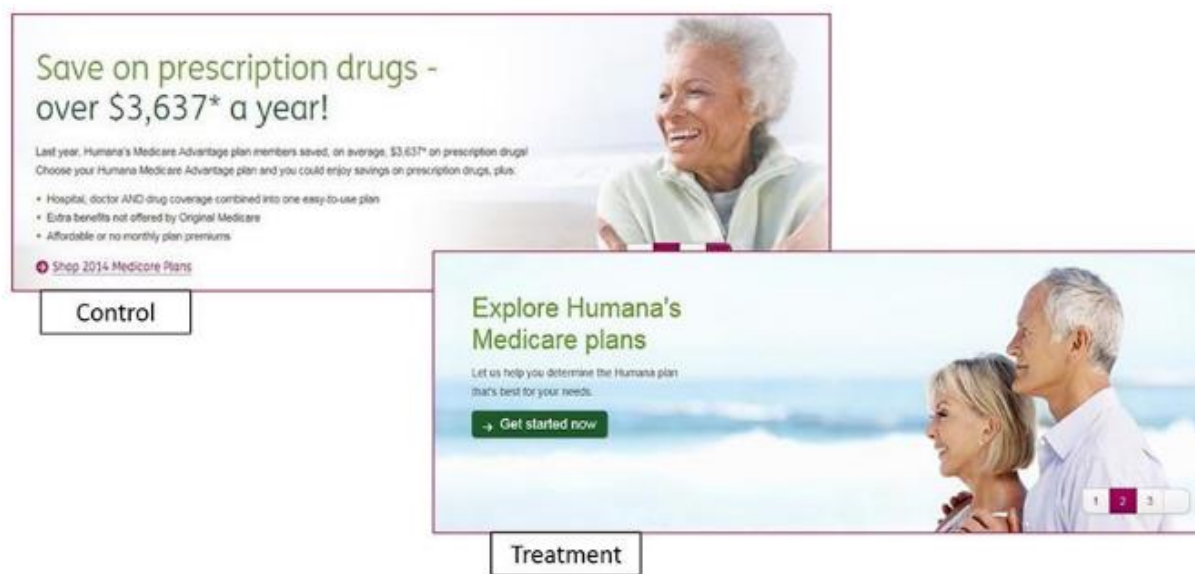 Save on prescription drugs -
over $3,637* a year!
Last year, Humana's Medicare Advantage plan members saved, on average, $3,637* on prescription drugs!
Choose your Humana Medicare Advantage plan and you could enjoy savings on prescription drugs, plus:
• Hospital, doctor AND drug coverage combined into one easy-to-use plan
• Extra benefits not offered by Original Medicare
• Affordable or no monthly plan premiums
Shop 2014 Medicare Plans
Control
Explore Humana's
Medicare plans
Let us help you determine the Humana plan
that's best for your needs.
→ Get started now
1 2 3
Treatment